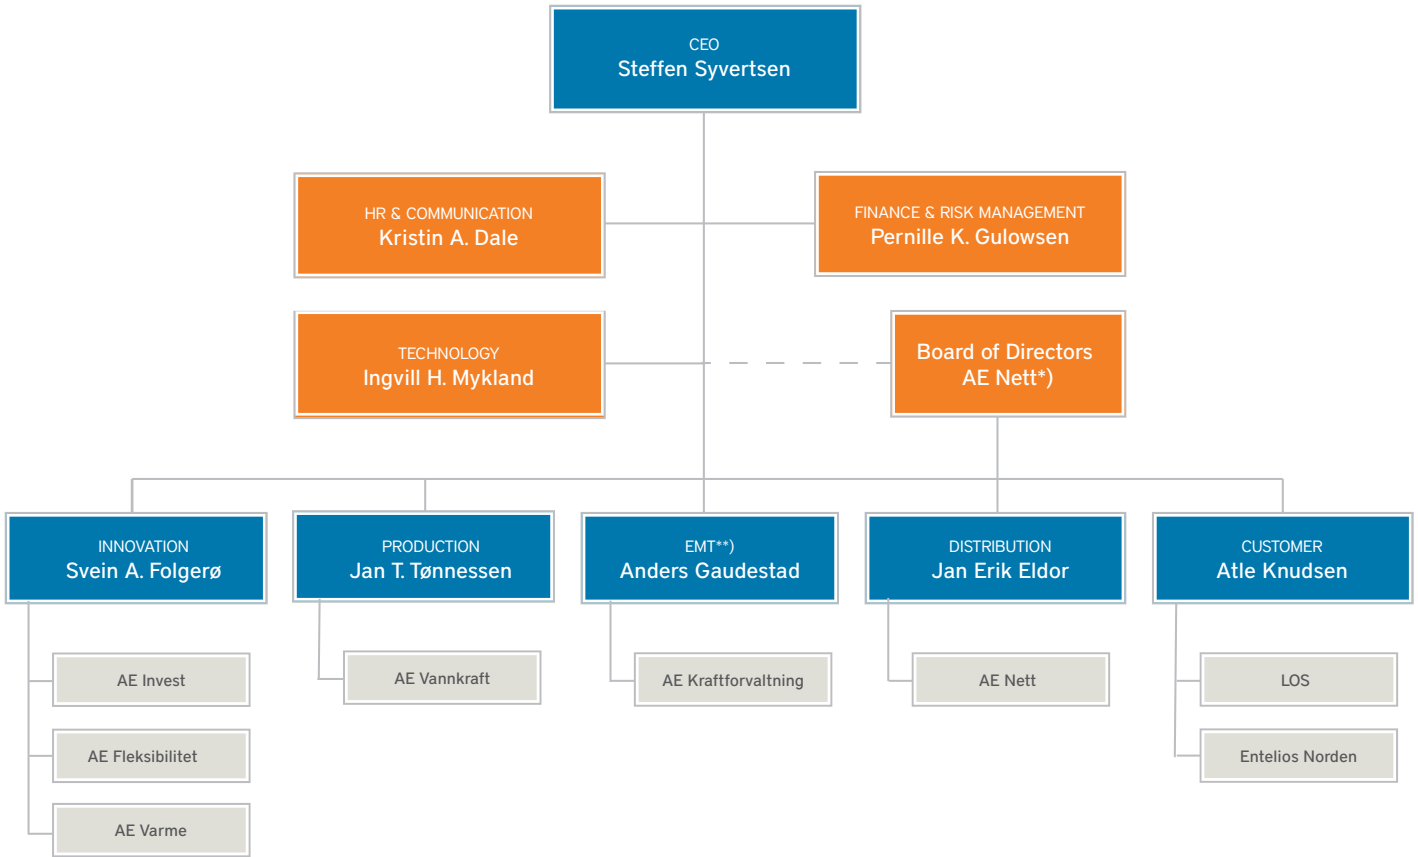 CEO
Steffen Syvertsen
HR & COMMUNICATION
Kristin A. Dale
FINANCE & RISK MANAGEMENT
Pernille K. Gulowsen
TECHNOLOGY
Ingvill H. Mykland
Board of Directors
AE Nett*)
INNOVATION
Svein A. Folgerø
PRODUCTION
Jan T. Tønnessen
EMT**)
Anders Gaudestad
DISTRIBUTION
Jan Erik Eldor
CUSTOMER
Atle Knudsen
AE Invest
AE Fleksibilitet
AE Varme
AE Vannkraft
AE Kraftforvaltning
AE Nett
LOS
Entelios Norden